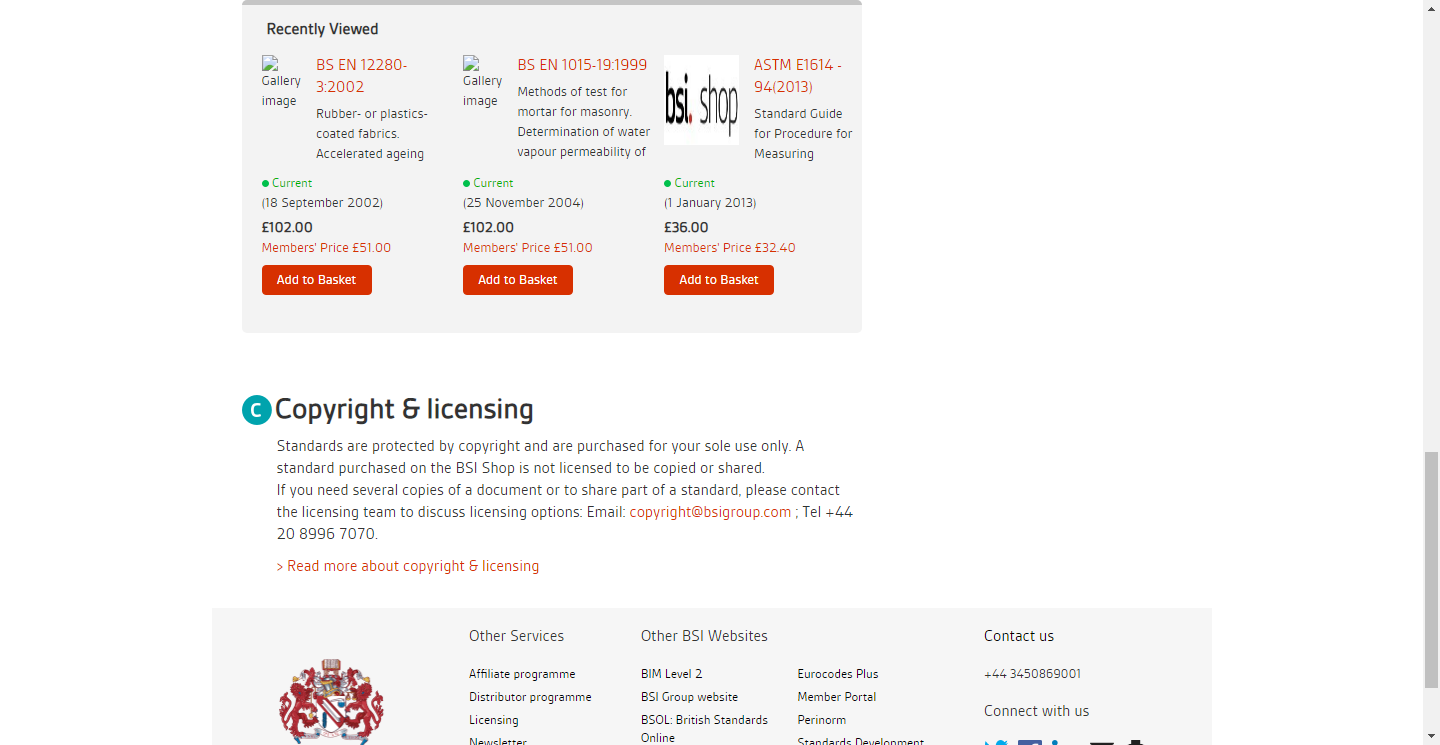 Recently Viewed
Gallery image
BS EN 12280-
3:2002
Rubber- or plastics-
coated fabrics.
Accelerated ageing
Current
(18 September 2002)
£102.00
Members' Price £51.00
Add to Basket
Gallery image
BS EN 1015-19:1999
Methods of test for
mortar for masonry.
Determination of water
vapour permeability of
Current
(25 November 2004)
£102.00
Members' Price £51.00
Add to Basket
bsi. shop
ASTM E1614 -
94(2013)
Standard Guide
for Procedure for
Measuring
Current
(1 January 2013)
£36.00
Members' Price £32.40
Add to Basket
C Copyright & licensing
Standards are protected by copyright and are purchased for your sole use only. A
standard purchased on the BSI Shop is not licensed to be copied or shared.
If you need several copies of a document or to share part of a standard, please contact
the licensing team to discuss licensing options: Email: copyright@bsigroup.com ; Tel +44
20 8996 7070.
> Read more about copyright & licensing
Other Services
Affiliate programme
Distributor programme
Licensing
Newsletter
Other BSI Websites
BIM Level 2
BSI Group website
BSOL: British Standards
Online
Eurocodes Plus
Member Portal
Perinorm
Standards Development
Contact us
+44 3450869001
Connect with us